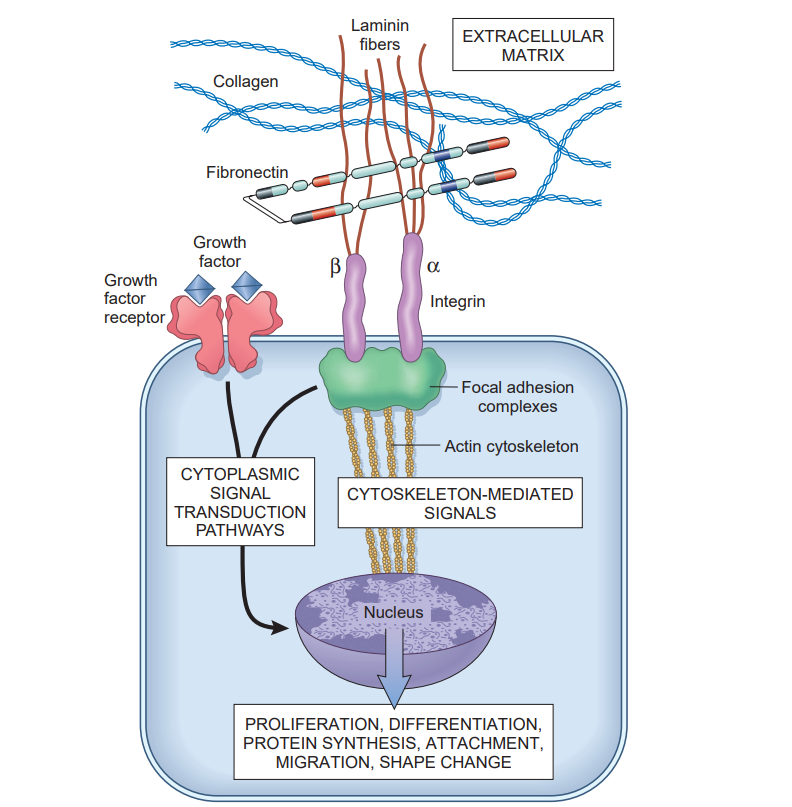 Laminin
fibers
EXTRACELLULAR
MATRIX
Collagen
Fibronectin
Growth
factor
Growth
factor
receptor
β
α
Integrin
Focal adhesion
complexes
Actin cytoskeleton
CYTOPLASMIC
SIGNAL
TRANSDUCTION
PATHWAYS
CYTOSKELETON-MEDIATED
SIGNALS
Nucleus
PROLIFERATION, DIFFERENTIATION,
PROTEIN SYNTHESIS, ATTACHMENT,
MIGRATION, SHAPE CHANGE